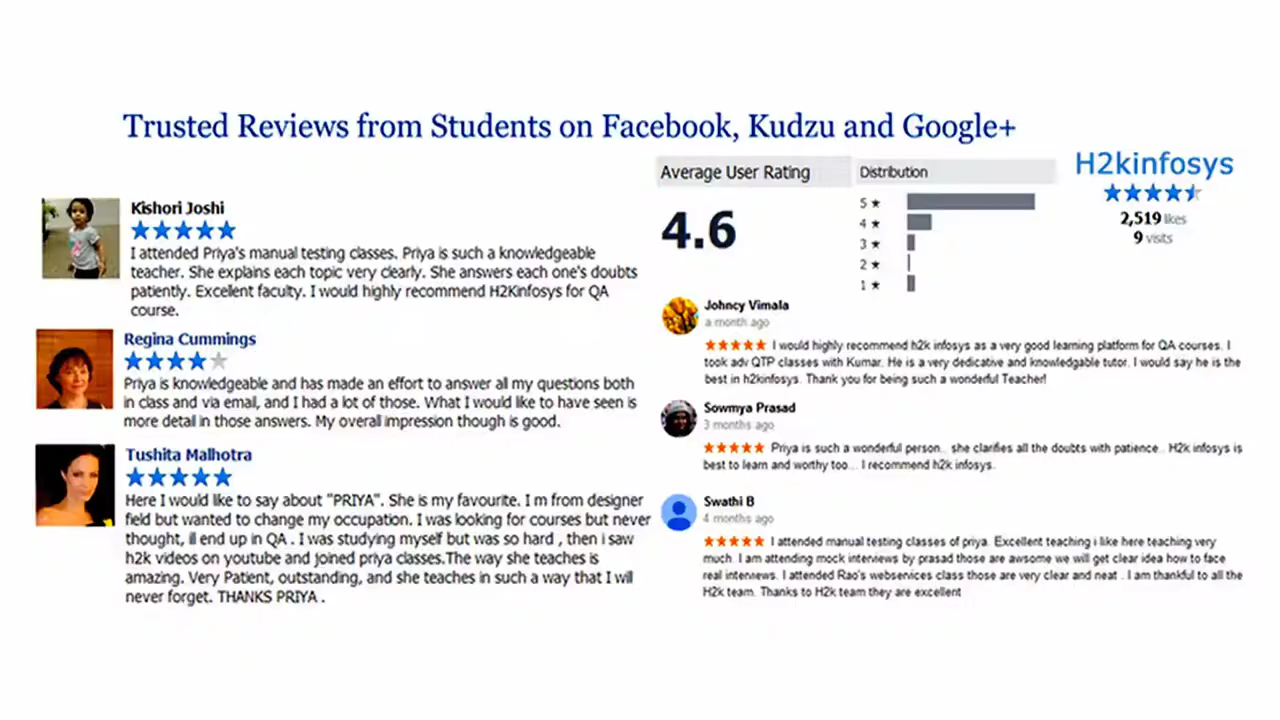 Trusted Reviews from Students on Facebook, Kudzu and Google+
Kishori Joshi
I attended Priya's manual testing classes. Priya is such a knowledgeable
teacher. She explains each topic very clearly. She answers each one's doubts
patiently. Excellent faculty. I would highly recommend H2Kinfosys for QA
course.
Regina Cummings
Priya is knowledgeable and has made an effort to answer all my questions both
in class and via email, and I had a lot of those. What I would like to have seen is
more detail in those answers. My overall impression though is good.
Tushita Malhotra
Here I would like to say about "PRIYA". She is my favourite. I m from designer
field but wanted to change my occupation. I was looking for courses but never
thought, ill end up in QA . I was studying myself but was so hard , then i saw
h2k videos on youtube and joined priya classes.The way she teaches is
amazing. Very Patient, outstanding, and she teaches in such a way that I will
never forget. THANKS PRIYA .
Average User Rating
4.6
Distribution
5 ★
4 ★
3 ★
2 ★
1 ★
H2kinfosys
2,519 likes
9 visits
Johncy Vimala
a month ago
I would highly recommend h2k infosys as a very good learning platform for QA courses. I
took adv QTP classes with Kumar. He is a very dedicative and knowledgable tutor. I would say he is the
best in h2kinfosys. Thank you for being such a wonderful Teacher!
Sowmya Prasad
3 months ago
Priya is such a wonderful person.. she clarifies all the doubts with patience.. H2k infosys is
best to learn and worthy too... I recommend h2k infosys.
Swathi B
4 months ago
I attended manual testing classes of priya. Excellent teaching i like here teaching very
much. I am attending mock interviews by prasad those are awsome we will get clear idea how to face
real interviews. I attended Rao's webservices class those are very clear and neat . I am thankful to all the
H2k team. Thanks to H2k team they are excellent